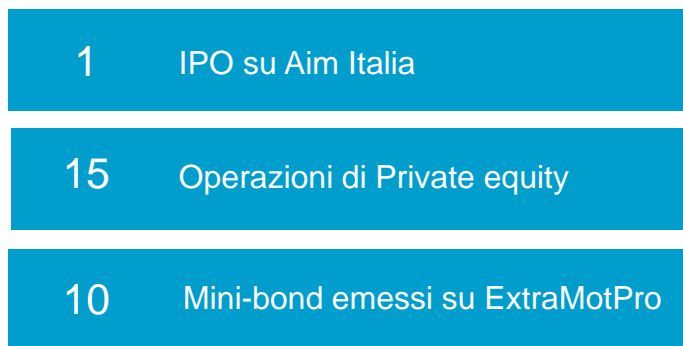 1 IPO su Aim Italia
15 Operazioni di Private equity
10 Mini-bond emessi su ExtraMotPro